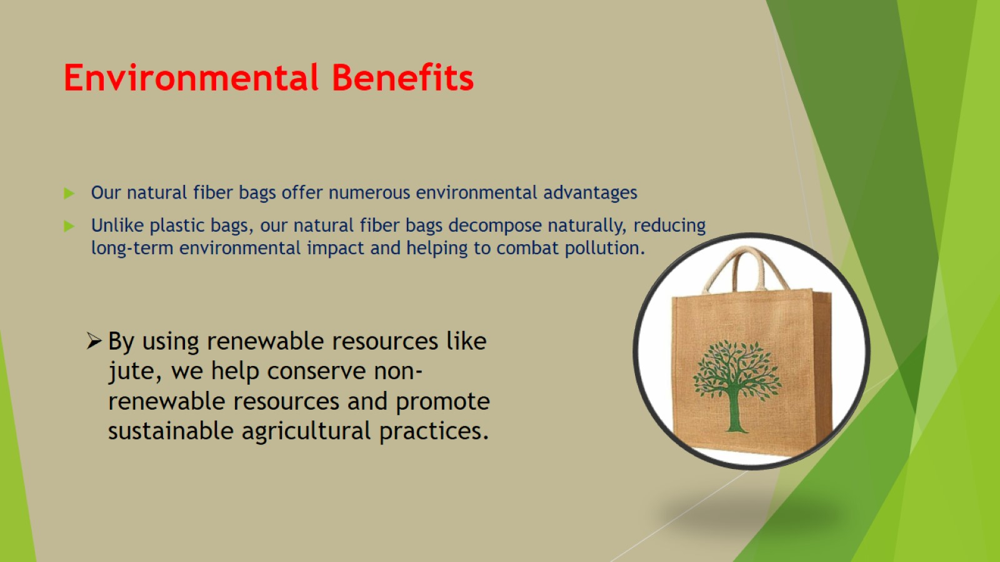 Environmental Benefits
Our natural fiber bags offer numerous environmental advantages
Unlike plastic bags, our natural fiber bags decompose naturally, reducing
long-term environmental impact and helping to combat pollution.
By using renewable resources like
jute, we help conserve non-
renewable resources and promote
sustainable agricultural practices.